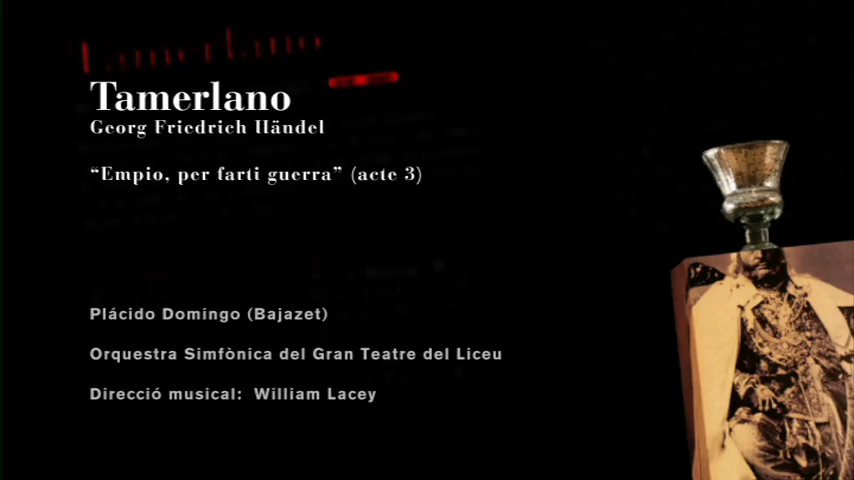 Tamerlano
Tamerlano
Georg Friedrich Händel
“Empio, per farti guerra” (acte 3)
Plácido Domingo (Bajazet)
Orquestra Simfònica del Gran Teatre del Liceu
Direcció musical:  William Lacey